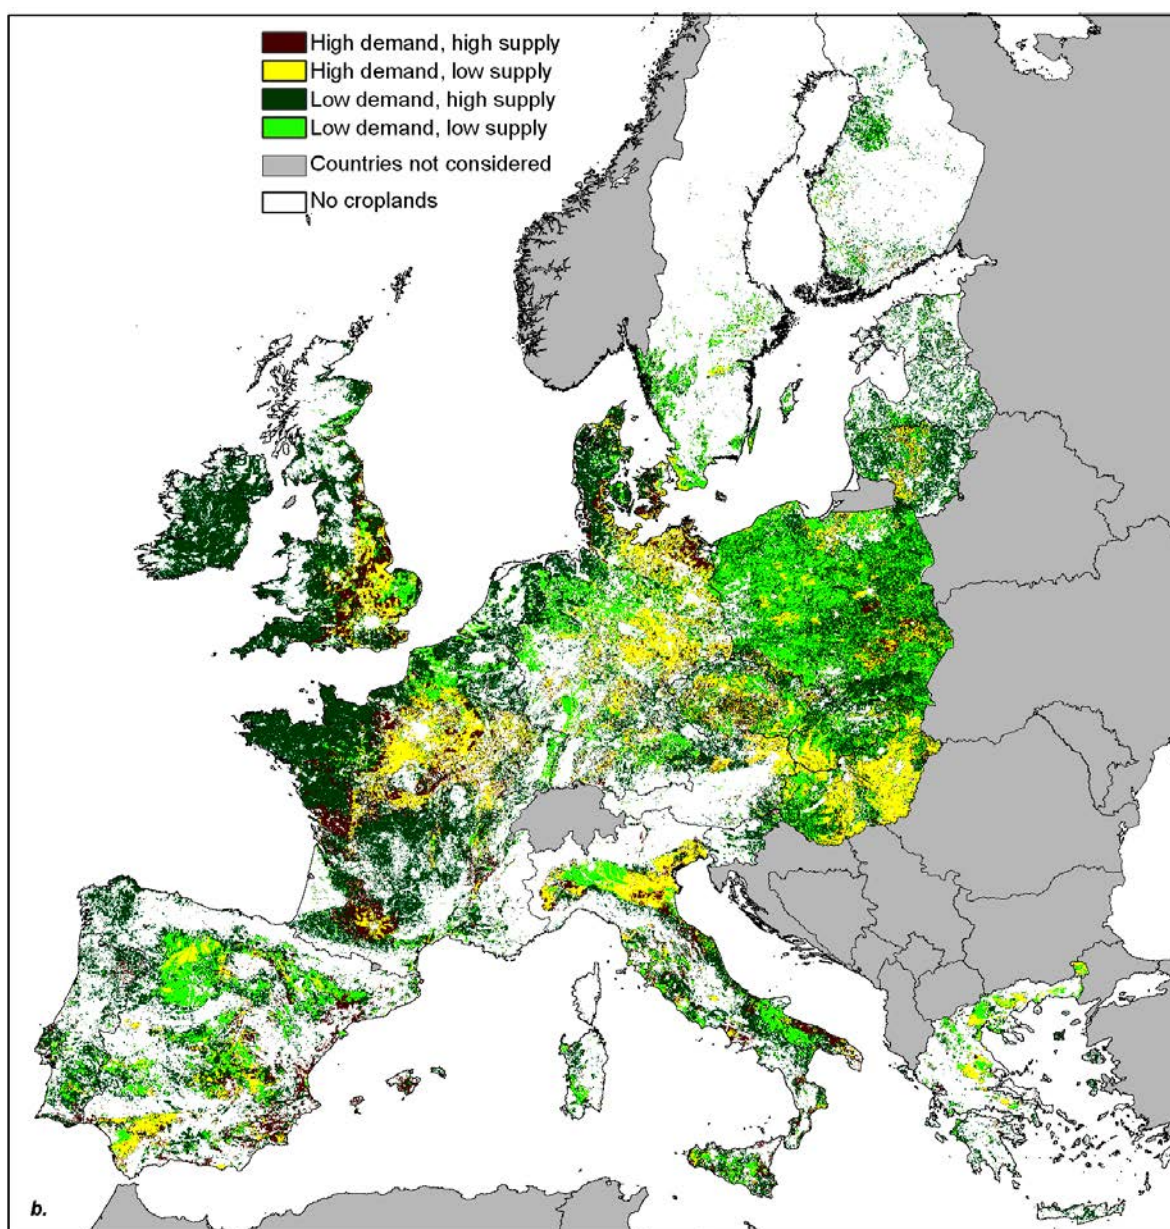 High demand, high supply
High demand, low supply
Low demand, high supply
Low demand, low supply
Countries not considered
No croplands
b.